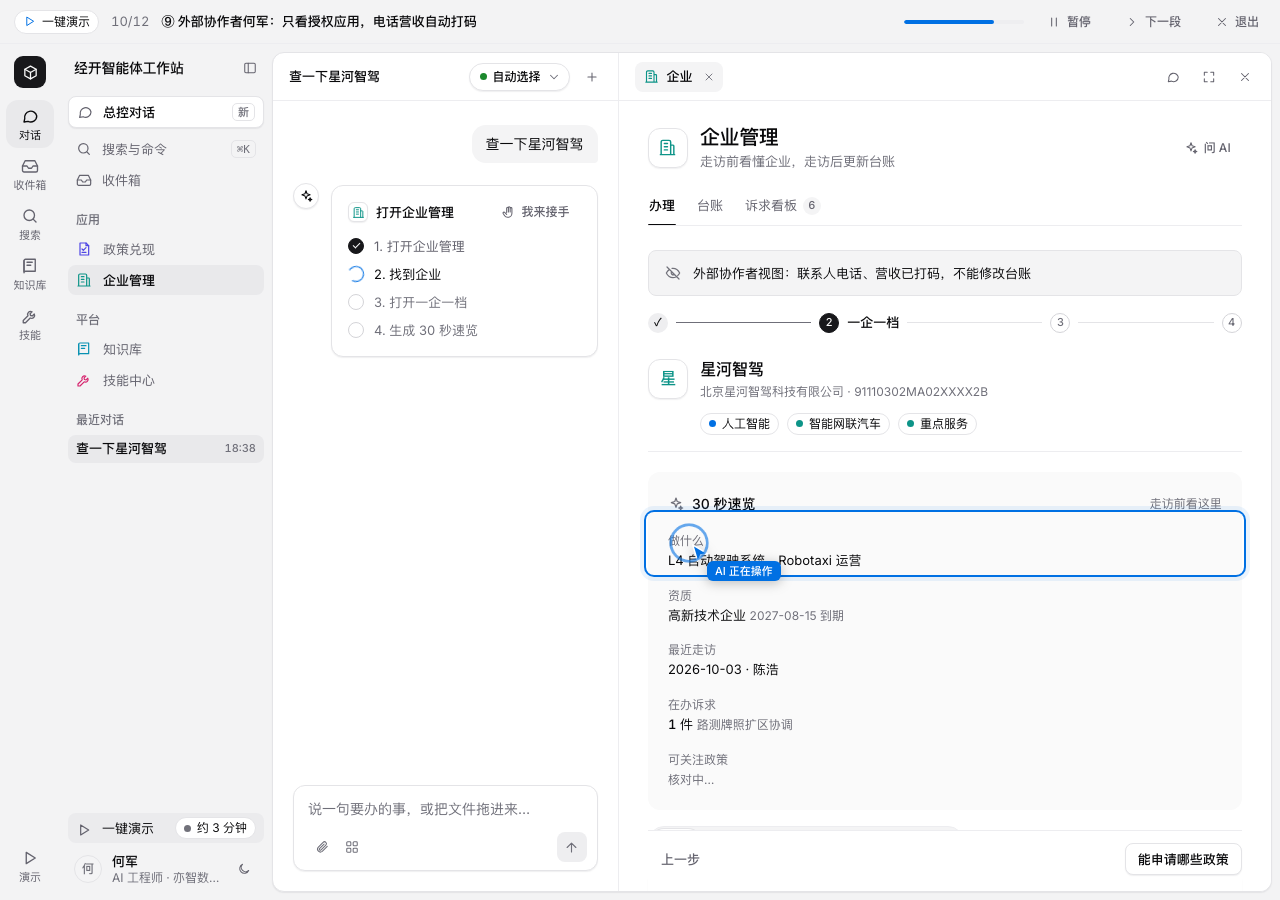 一键演示
10/12
⑨ 外部协作者何军：只看授权应用，电话营收自动打码
暂停
下一段
退出
对话
收件箱
搜索
知识库
技能
演示
经开智能体工作站
总控对话 新
搜索与命令 ⌘K
收件箱
应用
政策兑现
企业管理
平台
知识库
技能中心
最近对话
查一下星河智驾 18:38
一键演示 约 3 分钟
何
何军
AI 工程师 · 亦智数...
查一下星河智驾
自动选择
查一下星河智驾
打开企业管理 我来接手
1. 打开企业管理
2. 找到企业
3. 打开一企一档
4. 生成 30 秒速览
说一句要办的事，或把文件拖进来...
企业
企业管理
走访前看懂企业，走访后更新台账
问 AI
办理 台账 诉求看板 6
外部协作者视图：联系人电话、营收已打码，不能修改台账
✓ 2 一企一档 3 4
星
星河智驾
北京星河智驾科技有限公司 · 91110302MA02XXXX2B
人工智能 智能网联汽车 重点服务
30 秒速览 走访前看这里
做什么
L4 自动驾驶系统 Robotaxi 运营
AI 正在操作
资质
高新技术企业 2027-08-15 到期
最近走访
2026-10-03 · 陈浩
在办诉求
1 件 路测牌照扩区协调
可关注政策
核对中...
上一步
能申请哪些政策